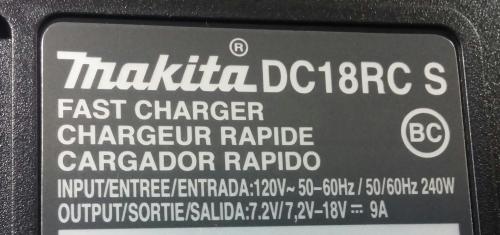 makita® DC18RC S
FAST CHARGER
CHARGEUR RAPIDE
CARGADOR RAPIDO
BC
INPUT/ENTREE/ENTRADA:120V~ 50–60Hz / 50/60Hz 240W
OUTPUT/SORTIE/SALIDA:7.2V/ 7,2V–18V⎓ 9A